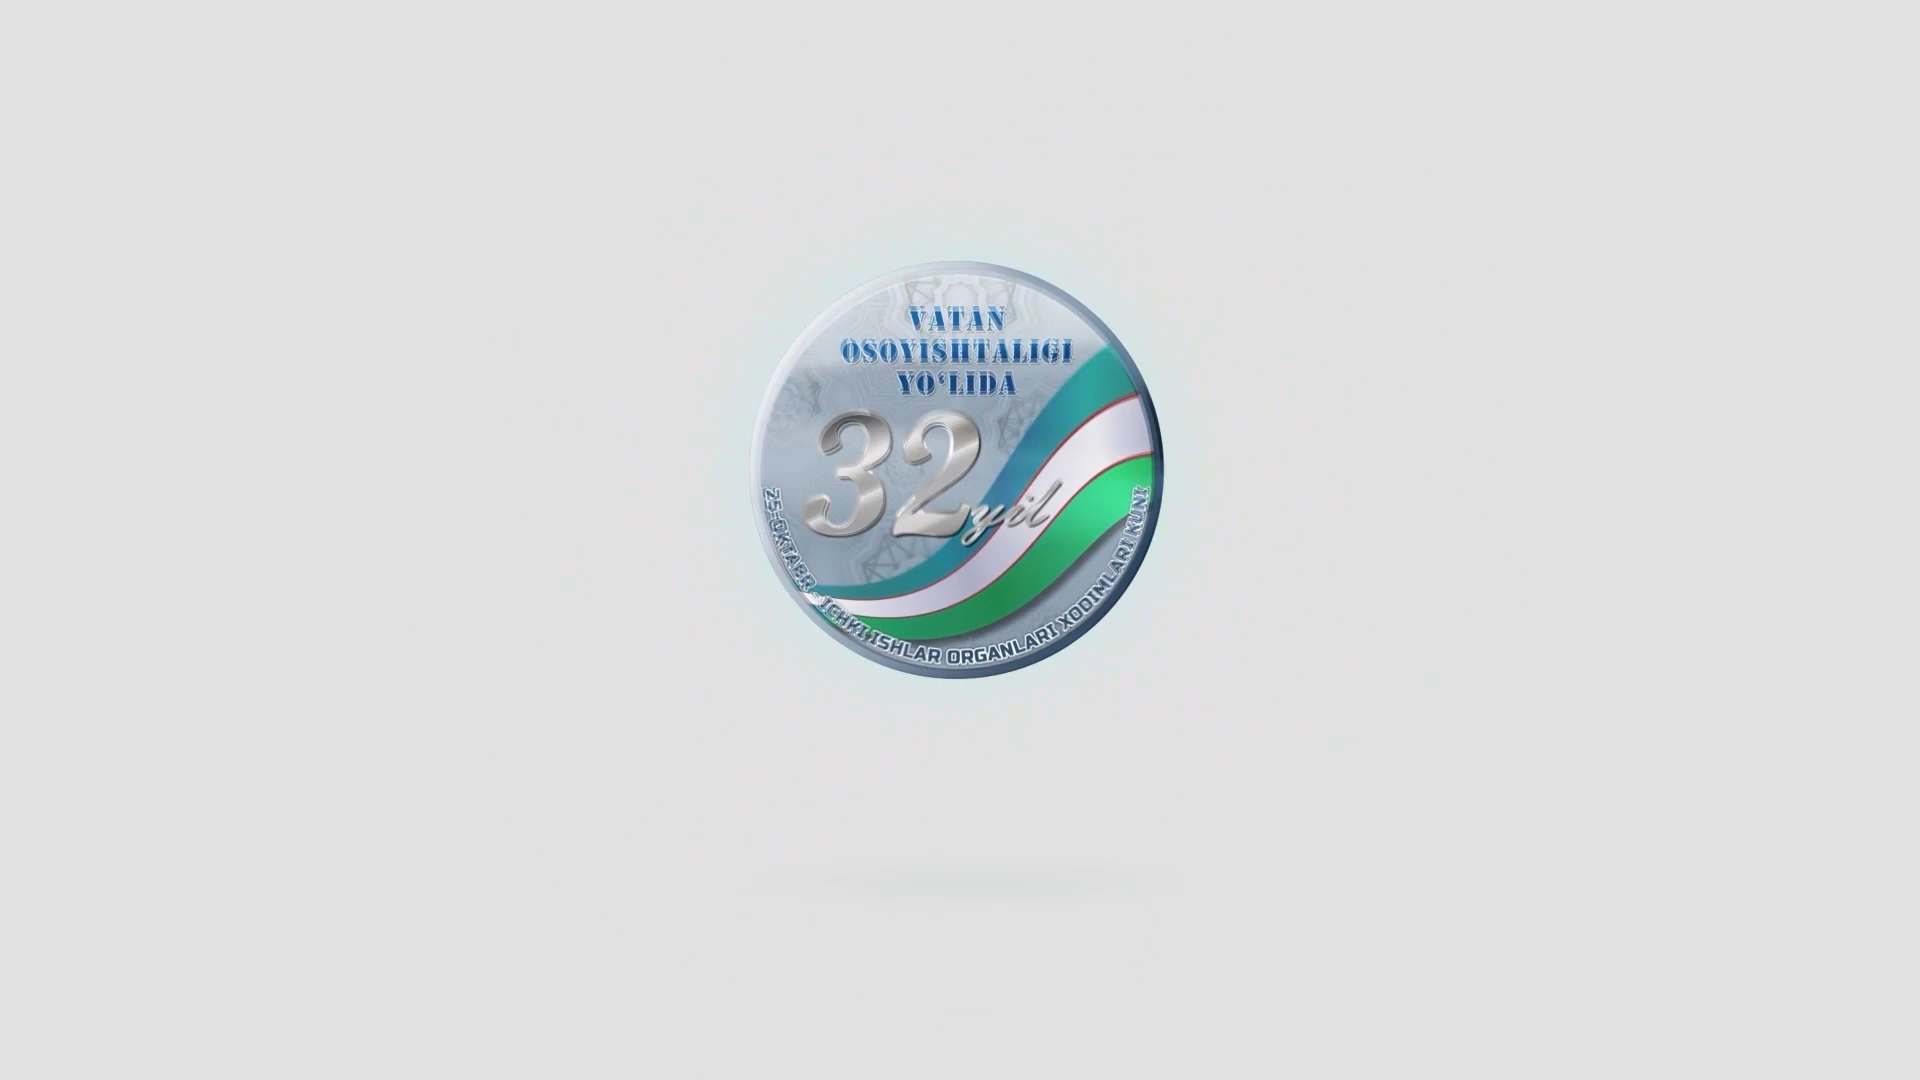 VATAN
OSOYISHTALIGI
YO‘LIDA
32 yil
25-OKTABR - ICHKI ISHLAR ORGANLARI XODIMLARI KUNI